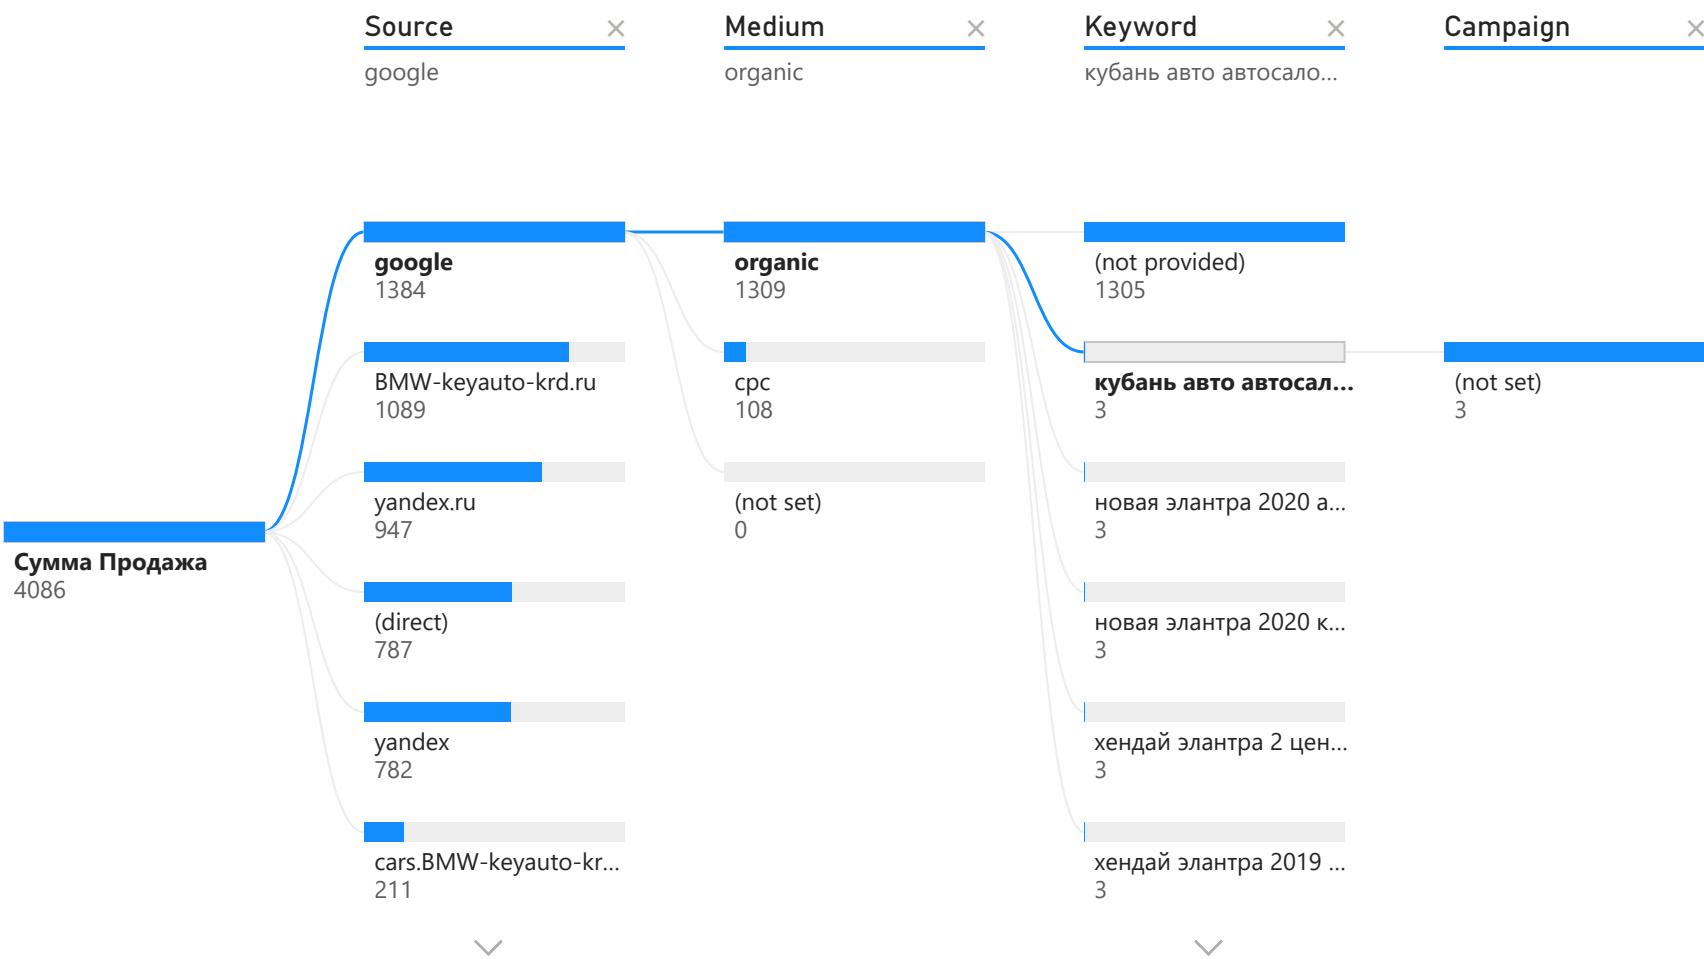 Source
Medium
Keyword
Campaign
google
organic
кубань авто автосало...
google
1384
organic
1309
(not provided)
1305
BMW-keyauto-krd.ru
1089
cpc
108
кубань авто автосал...
3
(not set)
3
yandex.ru
947
(not set)
0
новая элантра 2020 а...
3
Сумма Продажа
4086
(direct)
787
новая элантра 2020 к...
3
yandex
782
хендай элантра 2 цен...
3
cars.BMW-keyauto-kr...
211
хендай элантра 2019 ...
3